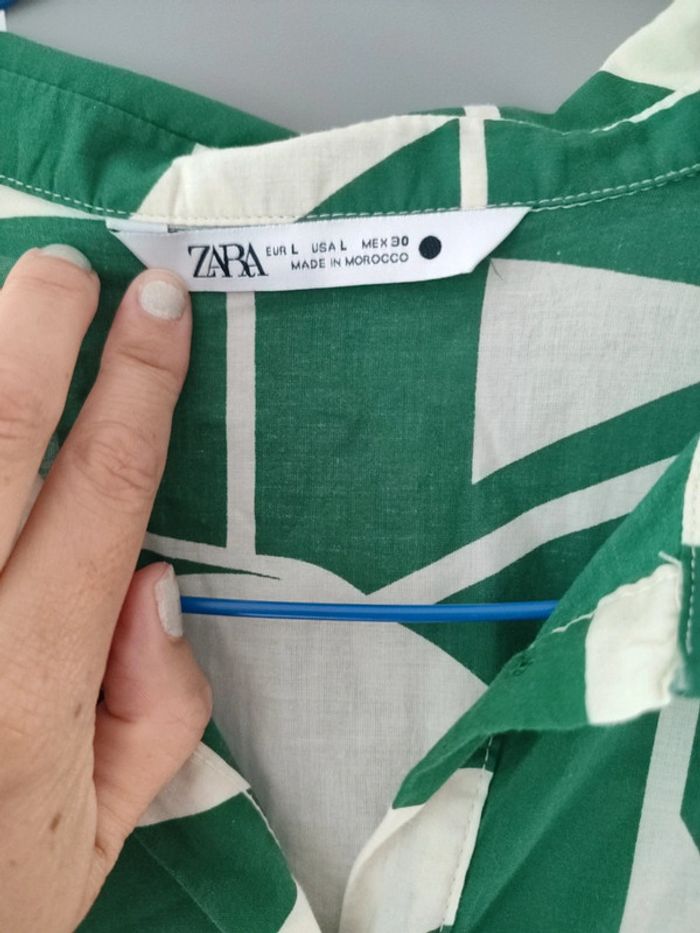 ZARA EUR L USA L MEX 30
MADE IN MOROCCO